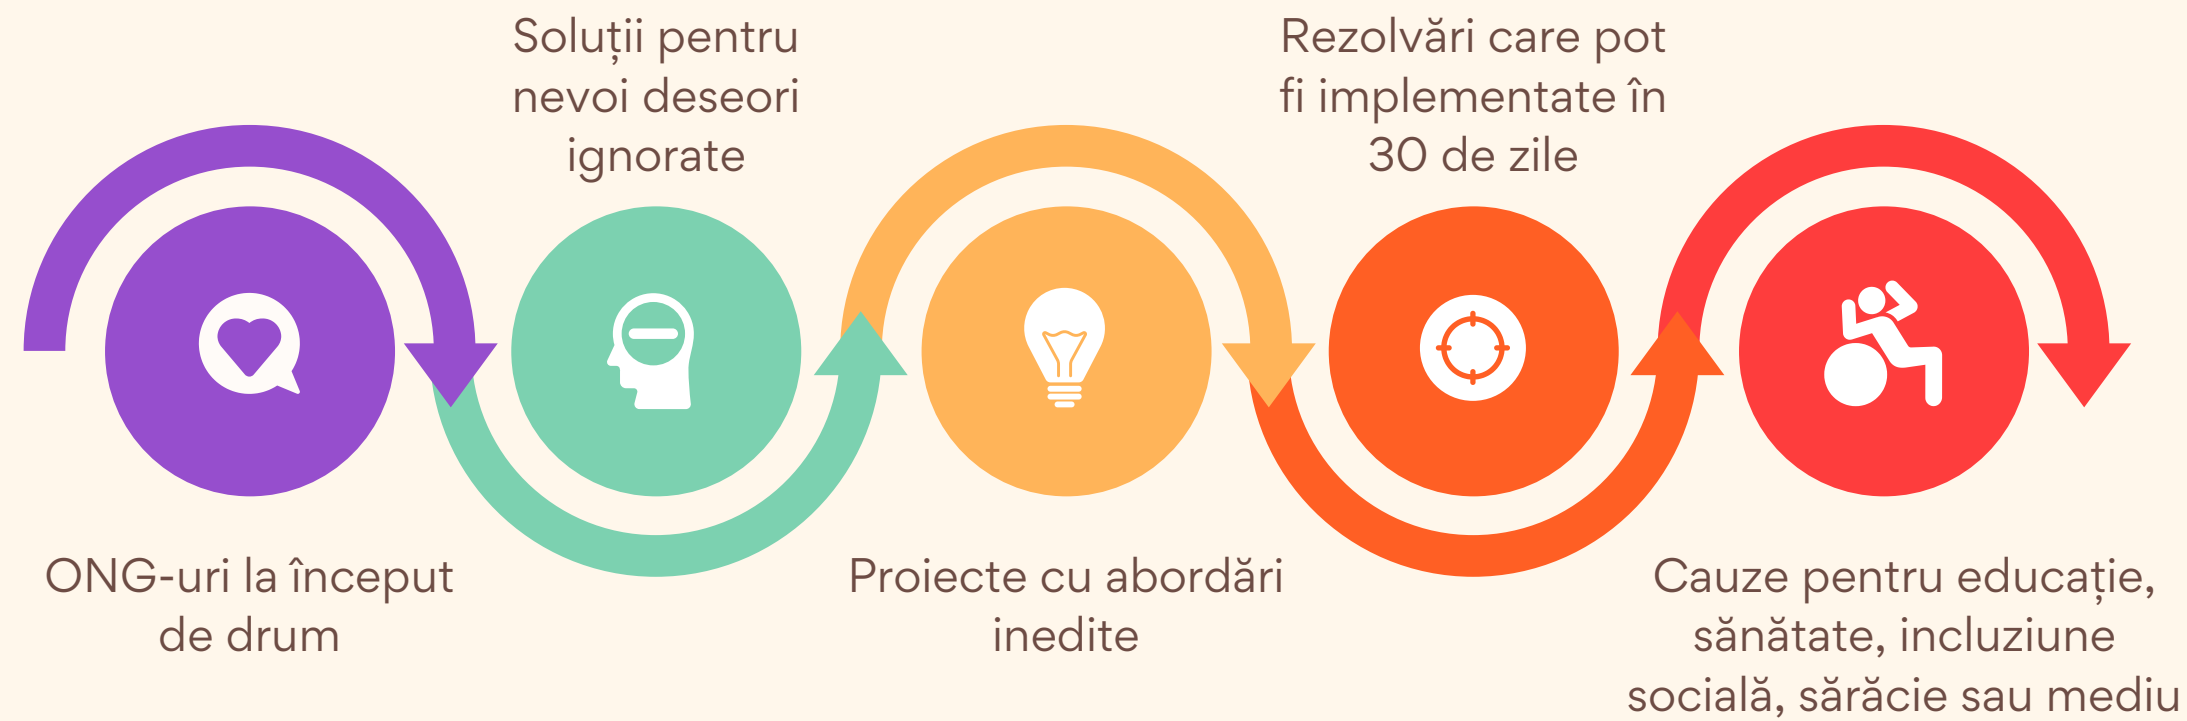 ONG-uri la început
de drum
Soluții pentru
nevoi deseori
ignorate
Proiecte cu abordări
inedite
Rezolvări care pot
fi implementate în
30 de zile
Cauze pentru educație,
sănătate, incluziune
socială, sărăcie sau mediu